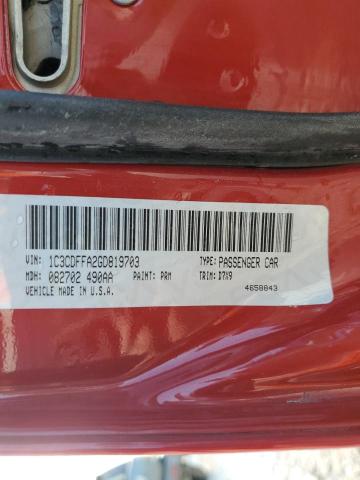 VIN: 1C3CDFFA2GD819703 TYPE: PASSENGER CAR
MDH: 082702 490AA PAINT: PRM TRIM: D7X9
VEHICLE MADE IN U.S.A. 4658843